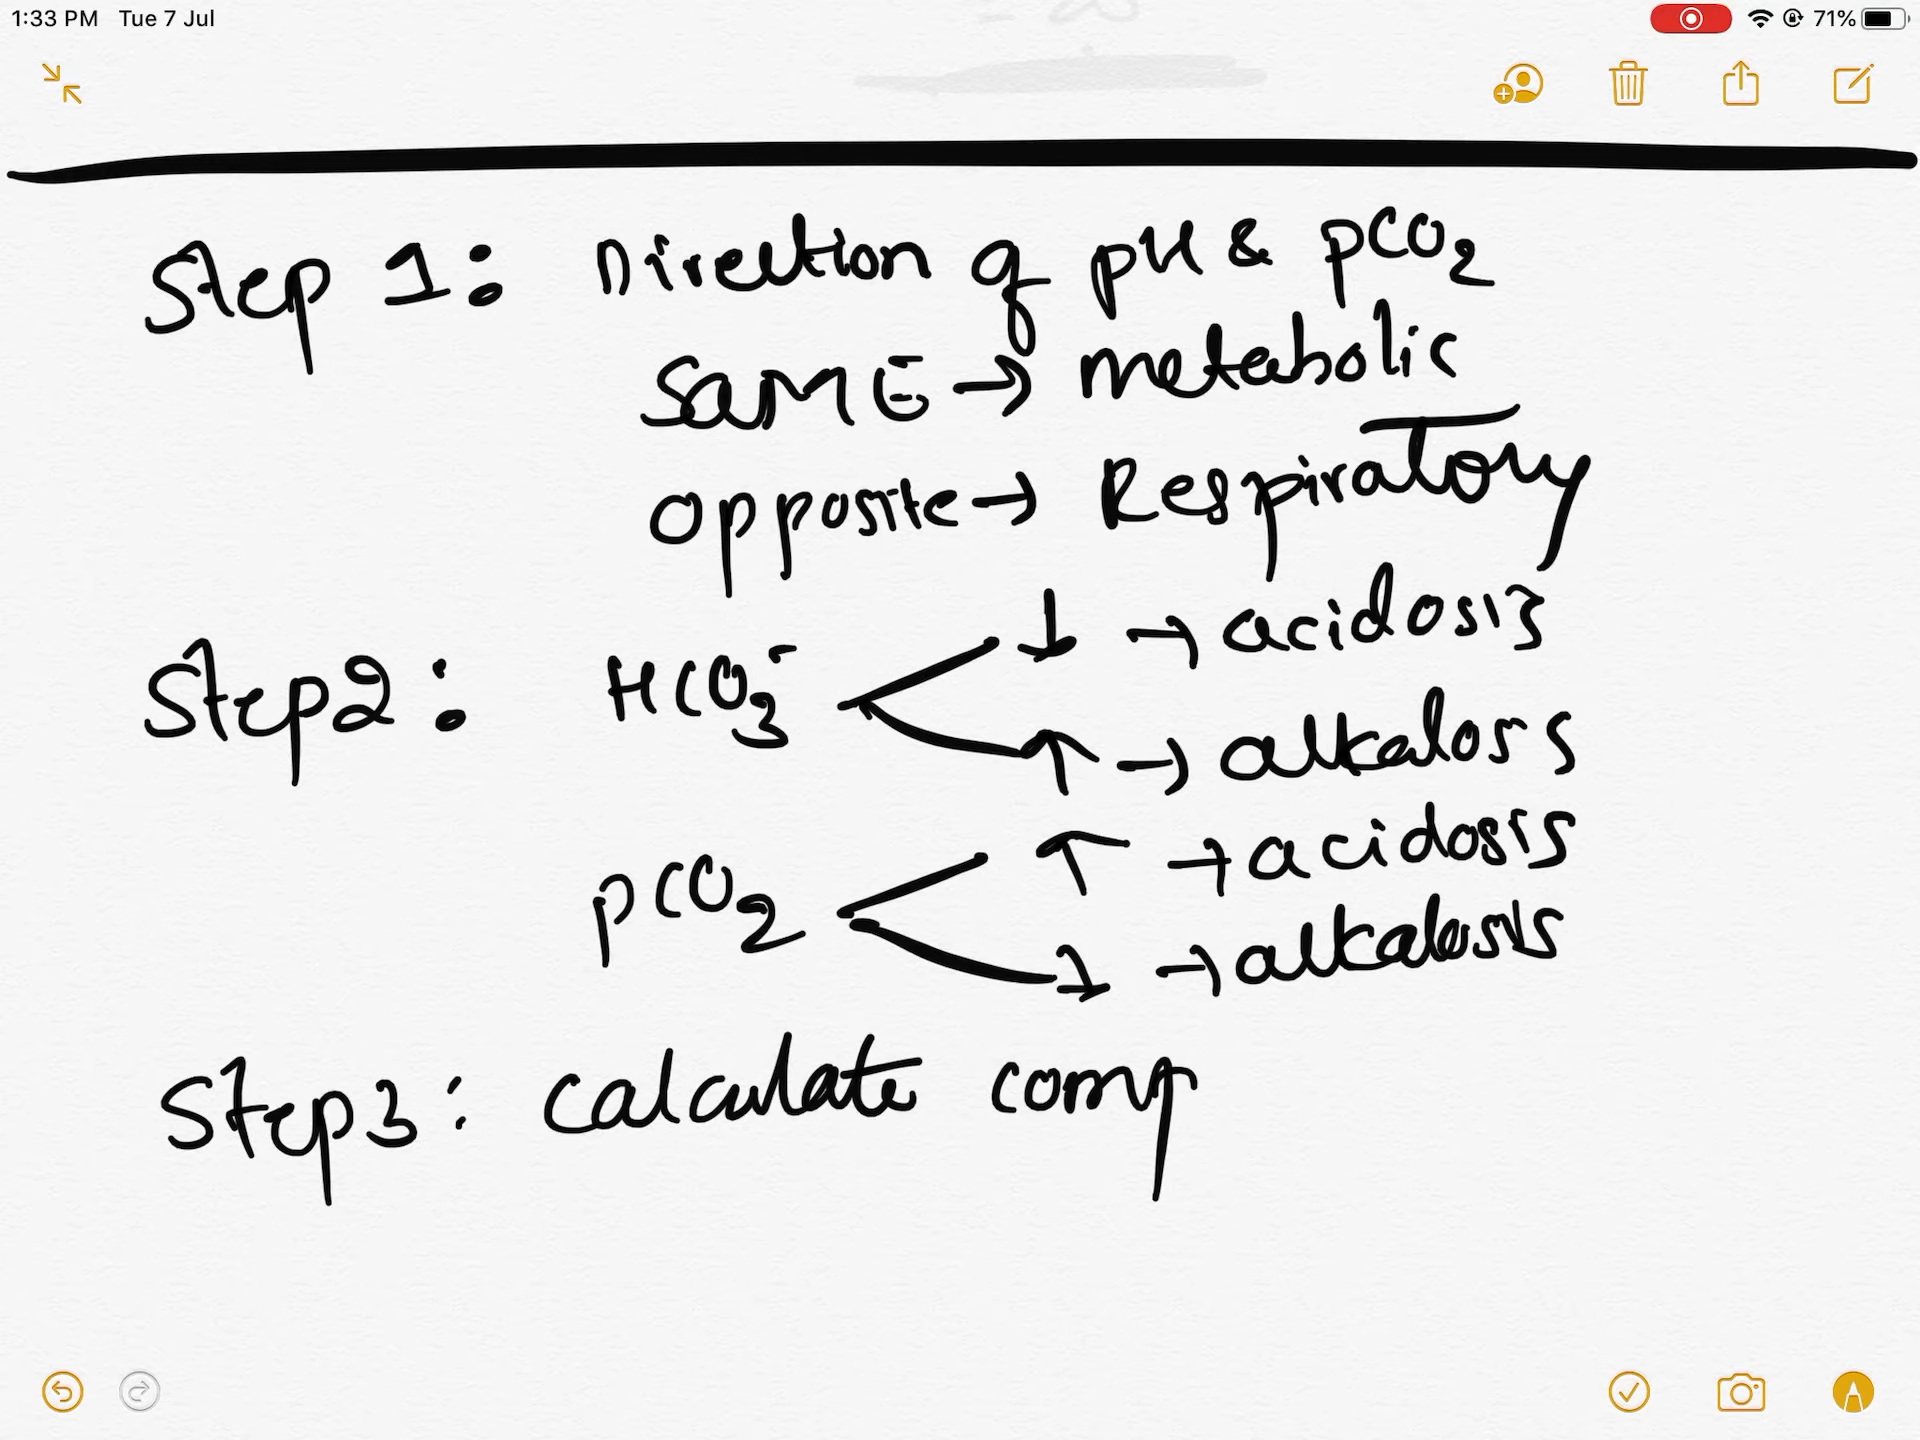 1:33 PM Tue 7 Jul 71%
Step 1: Direction of pH & pCO₂
SAME → metabolic
opposite → Respiratory
Step2: HCO₃⁻ ↓ → acidosis
↑ → alkaloss
pCO₂ ↑ → acidosis
↓ → alkalosis
Step3: calculate comp